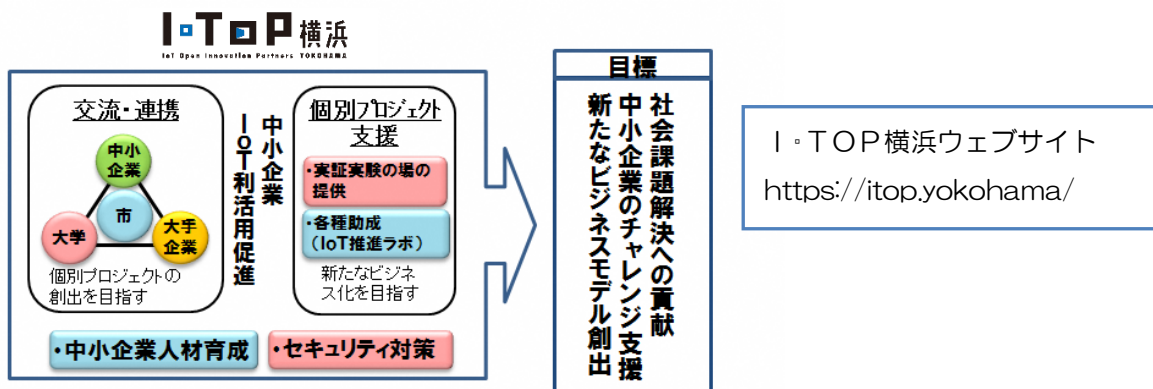 I▫TOP横浜
IoT Open Innovation Partners YOKOHAMA
交流・連携
中小
企業
市
大学
大手
企業
個別プロジェクトの
創出を目指す
中小企業
IoT利活用促進
個別プロジェクト
支援
・実証実験の場の
提供
・各種助成
(IoT推進ラボ)
新たなビジネ
ス化を目指す
・中小企業人材育成
・セキュリティ対策
目標
社会課題解決への貢献
中小企業のチャレンジ支援
新たなビジネスモデル創出
I▫TOP横浜ウェブサイト
https://itop.yokohama/